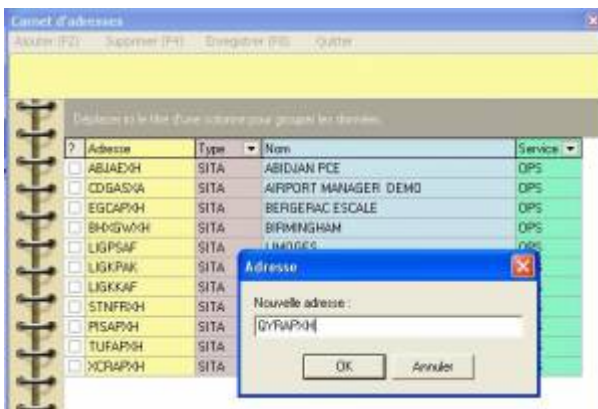 Carnet d'adresses
Ajouter (F2) Supprimer (F4) Enregistrer (F8) Quitter
Déplacer ici le titre d'une colonne pour grouper les données.
? Adresse Type Nom Service
ABJAEXH SITA ABIDJAN PCE OPS
CDGASXA SITA AIRPORT MANAGER DEMO OPS
EGCAPXH SITA BERGERAC ESCALE OPS
BHXGWXH SITA BIRMINGHAM OPS
LIGPSAF SITA LIMOGES
LIGKPAK SITA
LIGKKAF SITA
STNFRXH SITA
PISAPXH SITA
TUFAPXH SITA
XCRAPXH SITA
Adresse
Nouvelle adresse :
QYRAPXH
OK Annuler